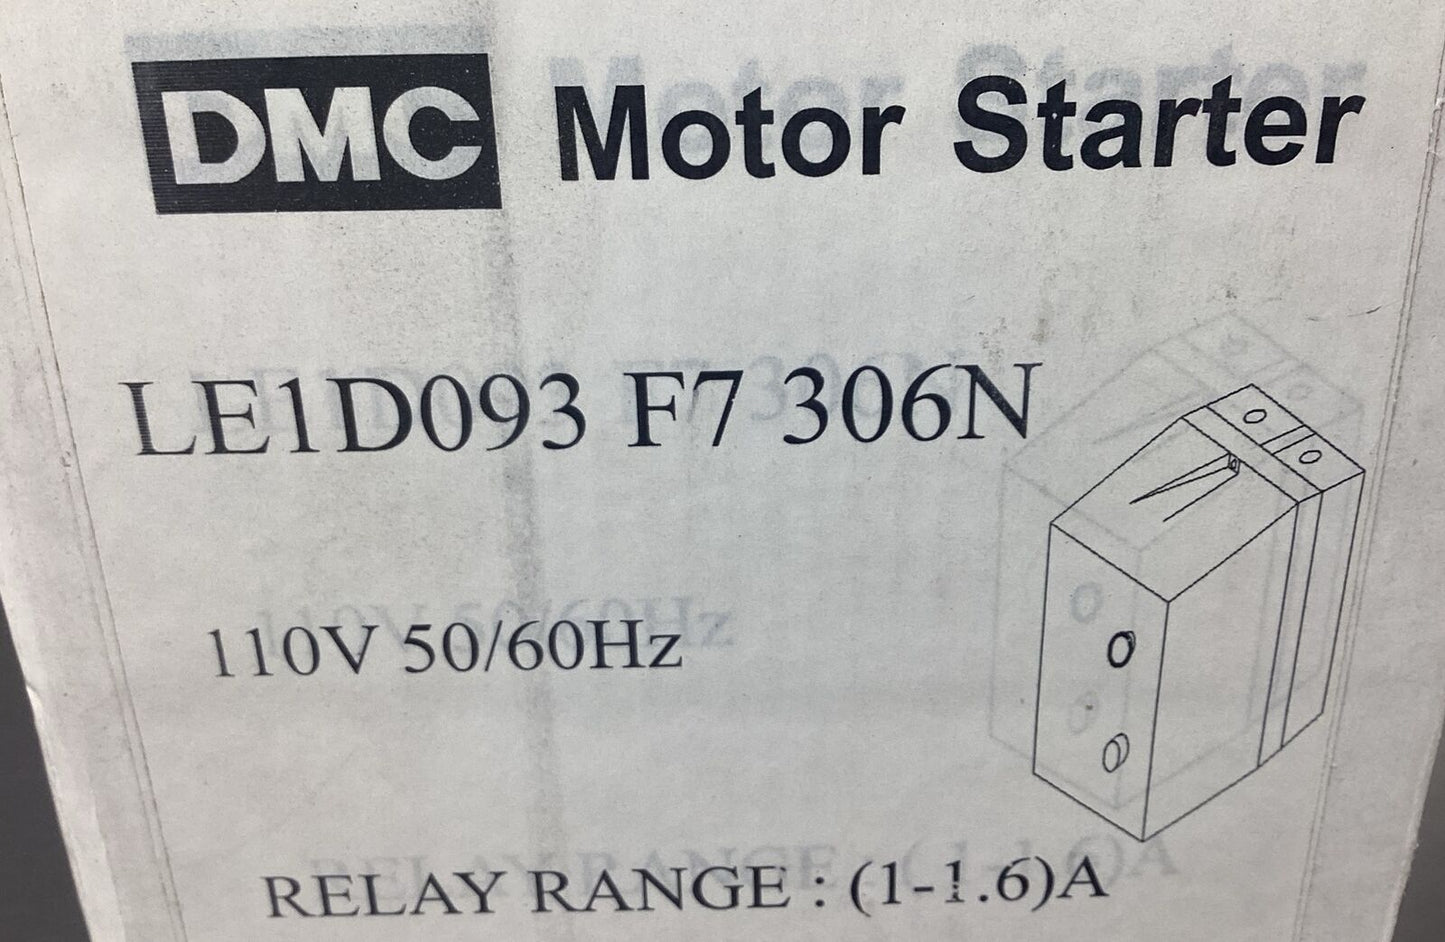 DMC Motor Starter
LE1D093 F7 306N
110V 50/60Hz
RELAY RANGE : (1-1.6)A